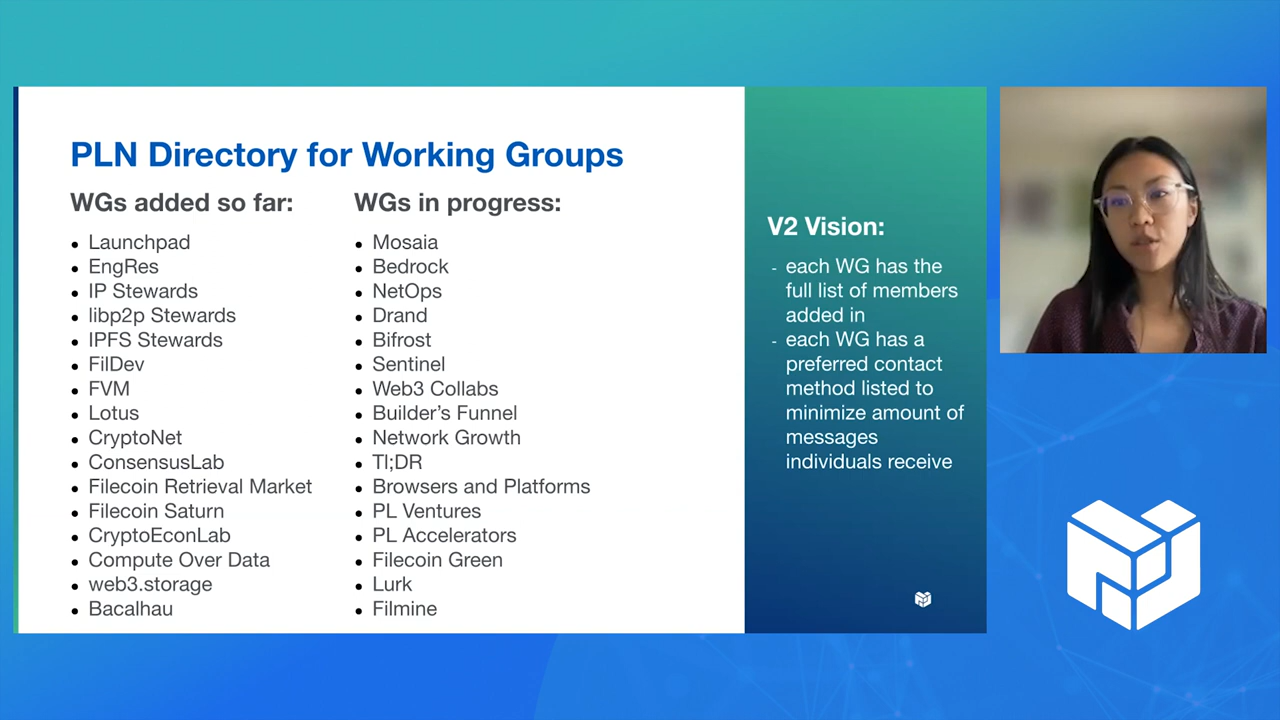 PLN Directory for Working Groups
WGs added so far:
Launchpad
EngRes
IP Stewards
libp2p Stewards
IPFS Stewards
FilDev
FVM
Lotus
CryptoNet
ConsensusLab
Filecoin Retrieval Market
Filecoin Saturn
CryptoEconLab
Compute Over Data
web3.storage
Bacalhau
WGs in progress:
Mosaia
Bedrock
NetOps
Drand
Bifrost
Sentinel
Web3 Collabs
Builder’s Funnel
Network Growth
Tl;DR
Browsers and Platforms
PL Ventures
PL Accelerators
Filecoin Green
Lurk
Filmine
V2 Vision:
- each WG has the
full list of members
added in
- each WG has a
preferred contact
method listed to
minimize amount of
messages
individuals receive